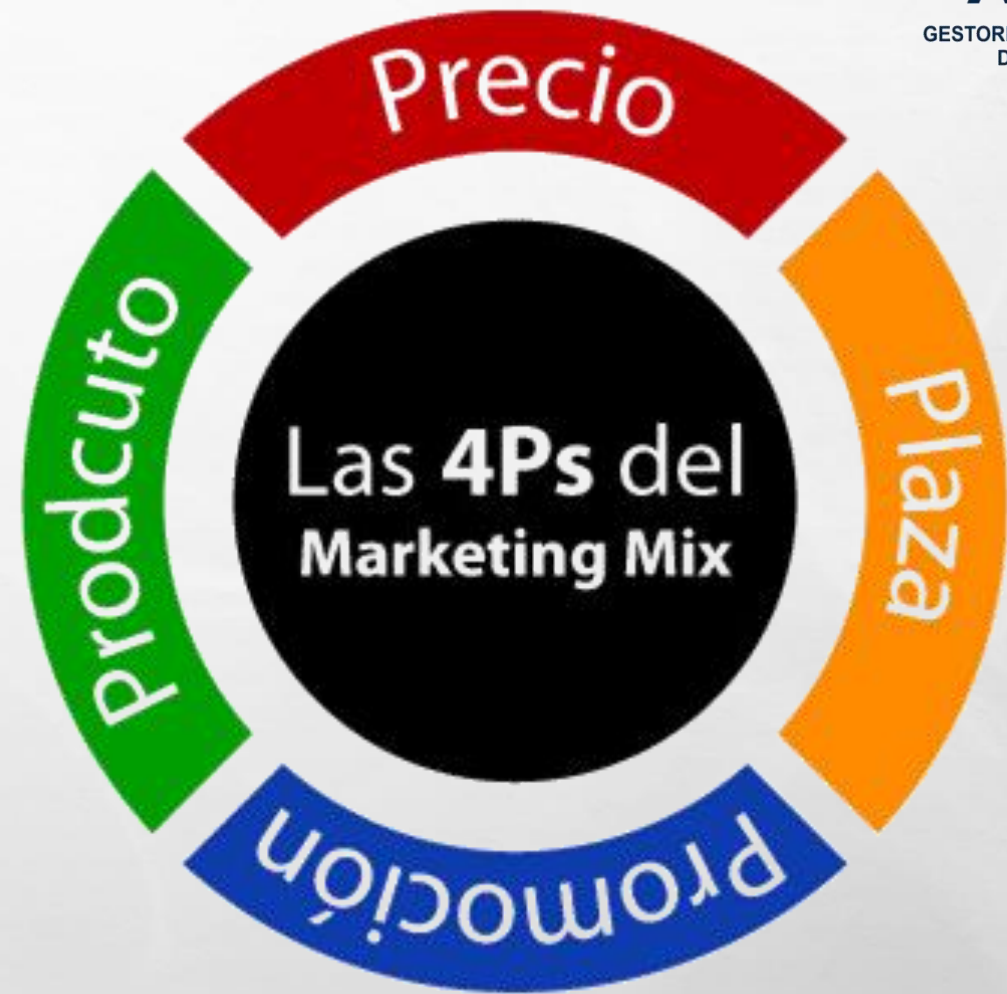 Precio
Plaza
Promoción
Prodcuto
Las 4Ps del
Marketing Mix